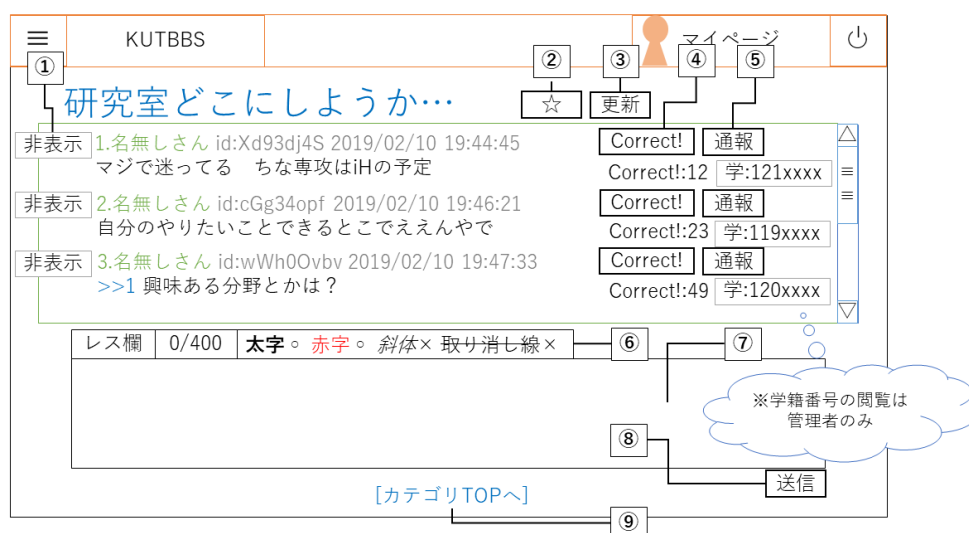 ≡ KUTBBS マイページ
① ② ③ ④ ⑤
研究室どこにしようか… ☆ 更新
非表示 1.名無しさん id:Xd93dj4S 2019/02/10 19:44:45 Correct! 通報
マジで迷ってる　ちな専攻はiHの予定 Correct!:12 学:121xxxx
非表示 2.名無しさん id:cGg34opf 2019/02/10 19:46:21 Correct! 通報
自分のやりたいことできるとこでええんやで Correct!:23 学:119xxxx
非表示 3.名無しさん id:wWh0Ovbv 2019/02/10 19:47:33 Correct! 通報
>>1 興味ある分野とかは？ Correct!:49 学:120xxxx
レス欄 0/400 太字○ 赤字○ 斜体× 取り消し線× ⑥ ⑦
※学籍番号の閲覧は
管理者のみ
⑧
送信
[カテゴリTOPへ]
⑨